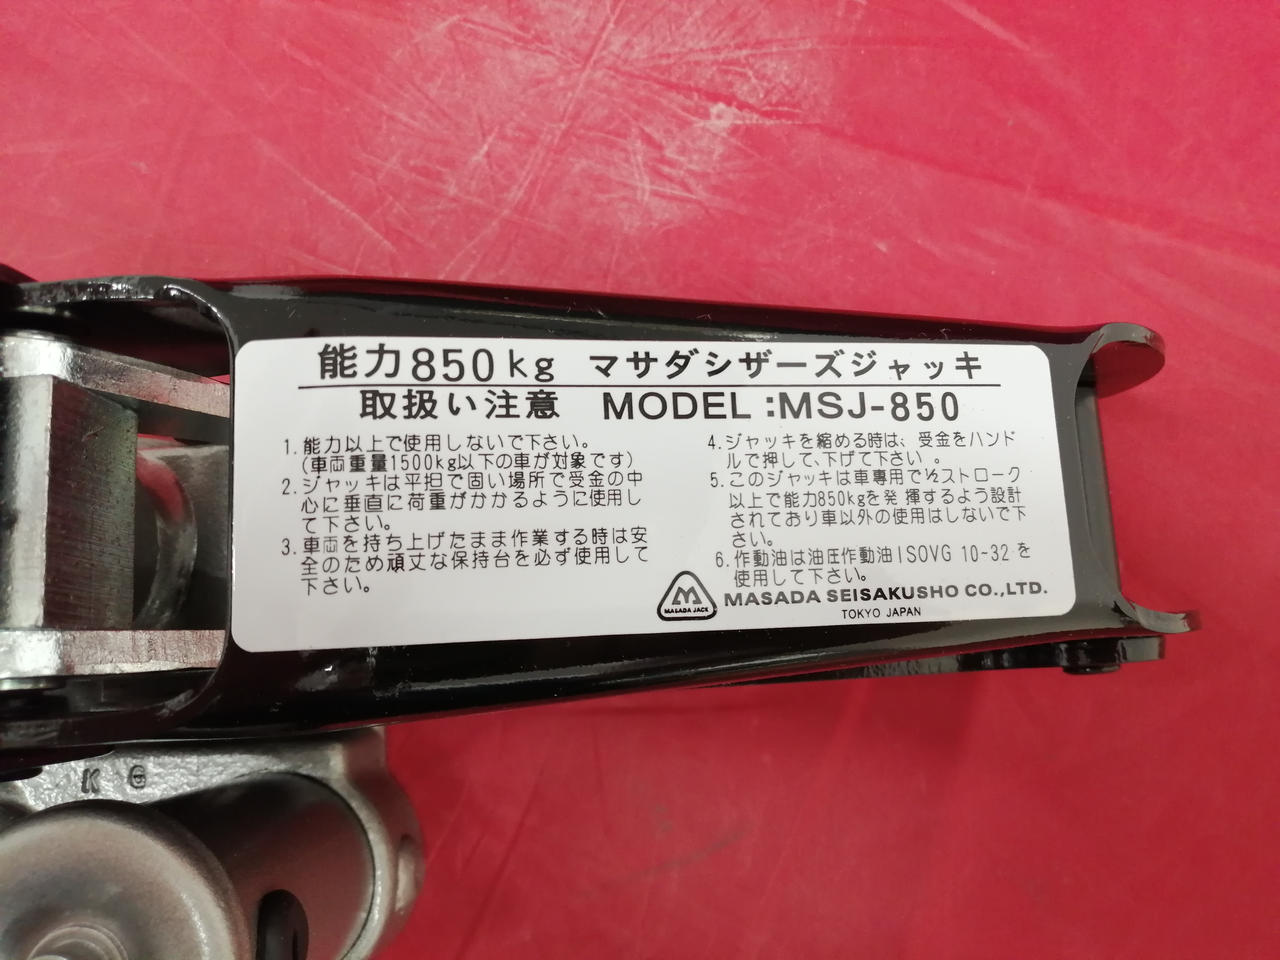 能力850kg マサダシザーズジャッキ
取扱い注意 MODEL:MSJ-850
1. 能力以上で使用しないで下さい。
(車両重量1500kg以下の車が対象です)
2. ジャッキは平担で固い場所で受金の中
心に垂直に荷重がかかるように使用し
て下さい。
3. 車両を持ち上げたまま作業する時は安
全のため頑丈な保持台を必ず使用して
下さい。
4. ジャッキを縮める時は、受金をハンド
ルで押して、下げて下さい。
5. このジャッキは車専用で½ストローク
以上で能力850kgを発揮するよう設計
されており車以外の使用はしないで下
さい。
6. 作動油は油圧作動油ISOVG 10-32を
使用して下さい。
MASADA JACK
MASADA SEISAKUSHO CO.,LTD.
TOKYO JAPAN
K G